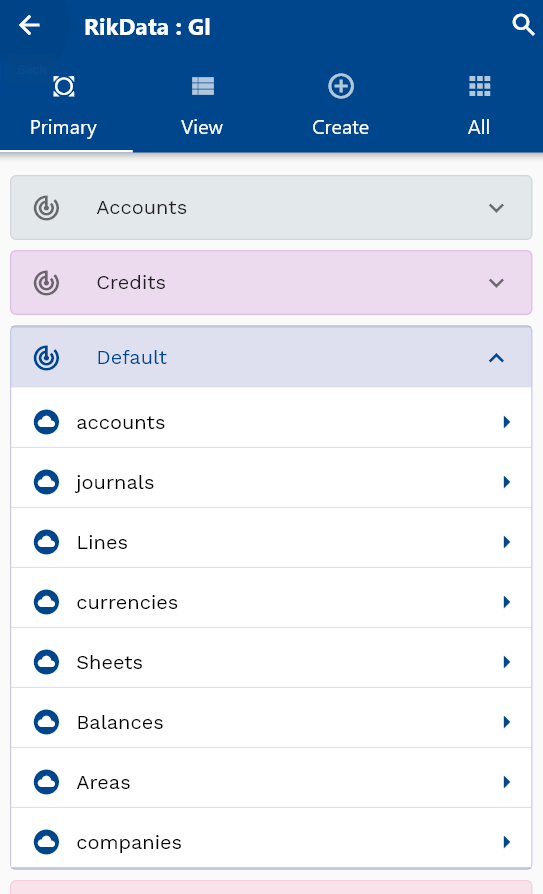 RikData : Gl
Primary
View
Create
All
Accounts
Credits
Default
accounts
journals
Lines
currencies
Sheets
Balances
Areas
companies